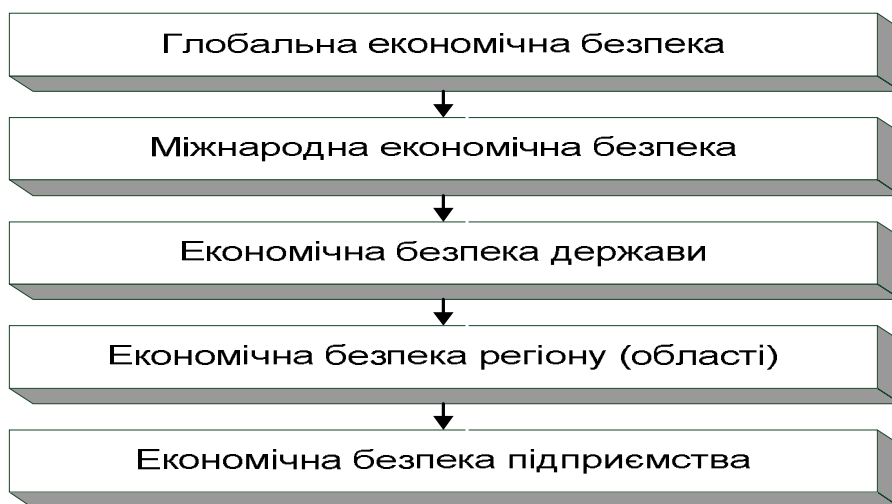 Глобальна економічна безпека
Міжнародна економічна безпека
Економічна безпека держави
Економічна безпека регіону (області)
Економічна безпека підприємства